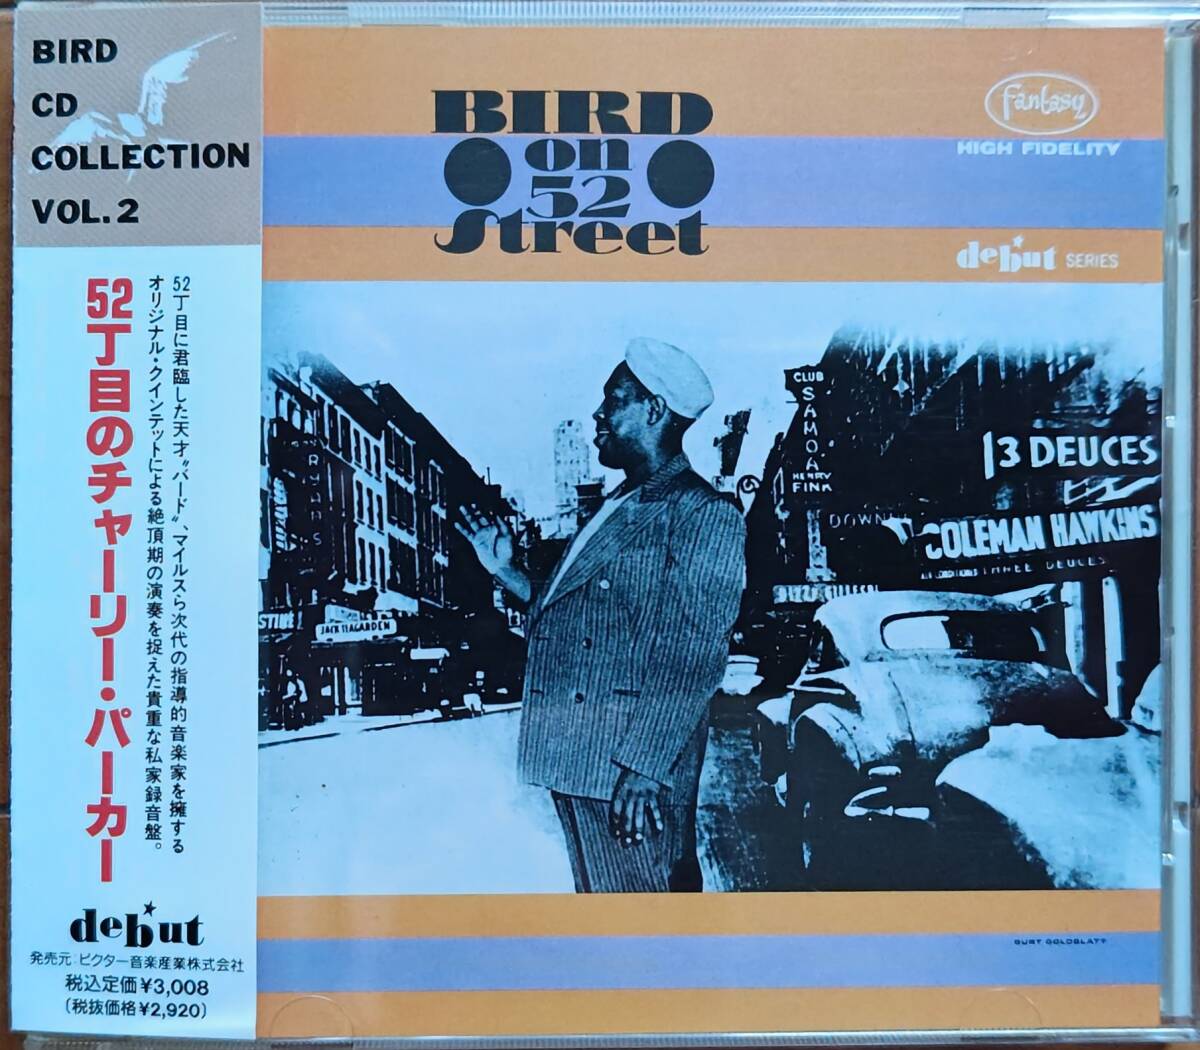 BIRD
CD
COLLECTION
VOL.2
52丁目のチャーリー・パーカー
52丁目に君臨した天才〝バード〟、マイルスら次代の指導的音楽家を擁する
オリジナル・クインテットによる絶頂期の演奏を捉えた貴重な私家録音盤。
debut
発売元:ビクター音楽産業株式会社
税込定価¥3,008
(税抜価格¥2,920)
BIRD
on
52
Street
Fantasy
HIGH FIDELITY
debut SERIES
RYAN'S
JACK TEAGARDEN
CLUB
SAMOA
HENRY
FINK
DOWN
3 DEUCES
COLEMAN HAWKINS
AIR CONDITIONED THREE DEUCES
BURT GOLDBLATT